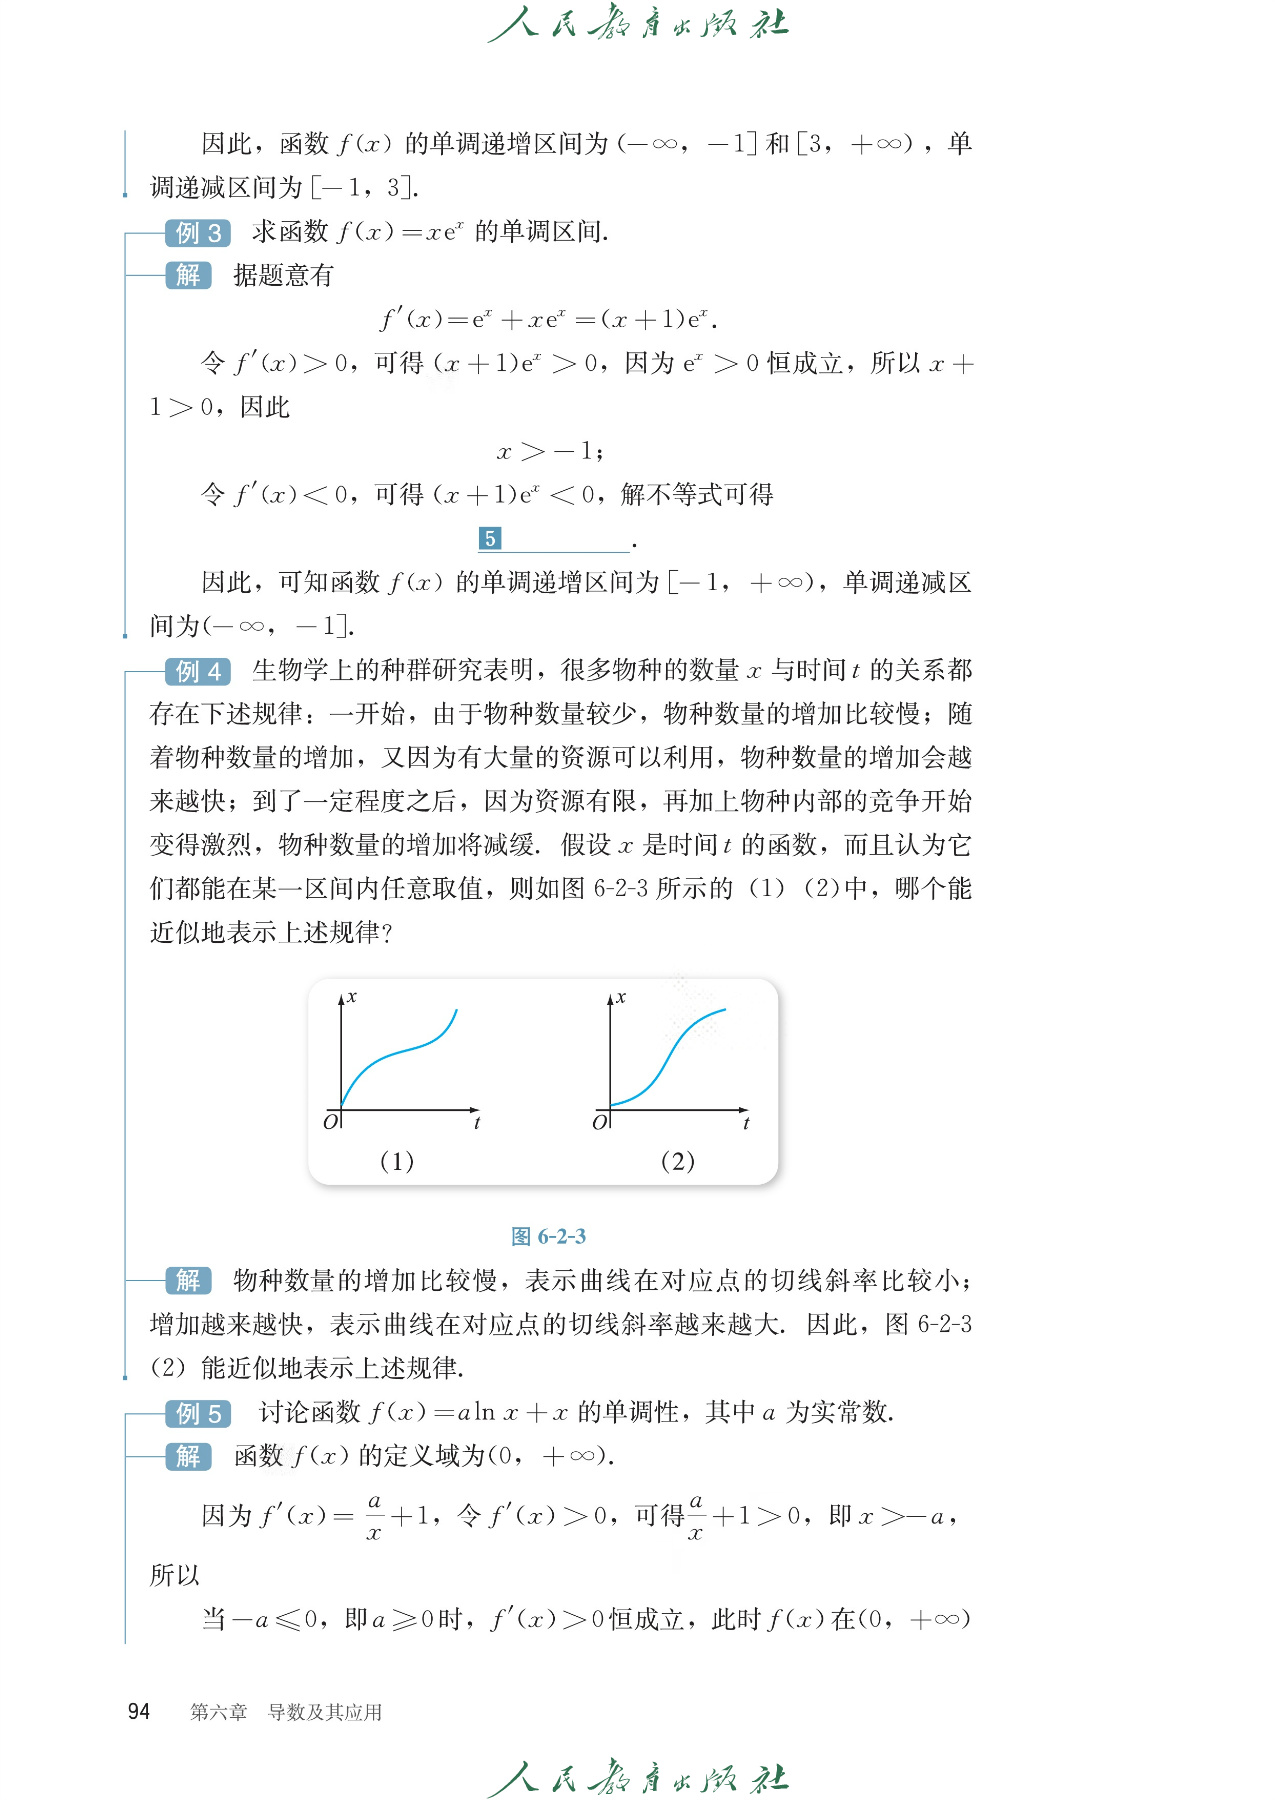 人民教育出版社
因此，函数 f(x) 的单调递增区间为 (－∞，－1] 和 [3，＋∞)，单
调递减区间为 [－1，3].
例 3 求函数 f(x)＝xeˣ 的单调区间.
解 据题意有
f′(x)＝eˣ＋xeˣ＝(x＋1)eˣ.
令 f′(x)＞0，可得 (x＋1)eˣ＞0，因为 eˣ＞0 恒成立，所以 x＋
1＞0，因此
x＞－1；
令 f′(x)＜0，可得 (x＋1)eˣ＜0，解不等式可得
5 ________.
因此，可知函数 f(x) 的单调递增区间为 [－1，＋∞)，单调递减区
间为(－∞，－1].
例 4 生物学上的种群研究表明，很多物种的数量 x 与时间 t 的关系都
存在下述规律：一开始，由于物种数量较少，物种数量的增加比较慢；随
着物种数量的增加，又因为有大量的资源可以利用，物种数量的增加会越
来越快；到了一定程度之后，因为资源有限，再加上物种内部的竞争开始
变得激烈，物种数量的增加将减缓. 假设 x 是时间 t 的函数，而且认为它
们都能在某一区间内任意取值，则如图 6-2-3 所示的（1）（2）中，哪个能
近似地表示上述规律？
x
O
t
(1)
x
O
t
(2)
图 6-2-3
解 物种数量的增加比较慢，表示曲线在对应点的切线斜率比较小；
增加越来越快，表示曲线在对应点的切线斜率越来越大. 因此，图 6-2-3
（2）能近似地表示上述规律.
例 5 讨论函数 f(x)＝aln x＋x 的单调性，其中 a 为实常数.
解 函数 f(x) 的定义域为(0，＋∞).
因为 f′(x)＝a/x＋1，令 f′(x)＞0，可得 a/x＋1＞0，即 x＞－a，
所以
当－a≤0，即 a≥0时，f′(x)＞0恒成立，此时 f(x) 在(0，＋∞)
94 第六章 导数及其应用
人民教育出版社